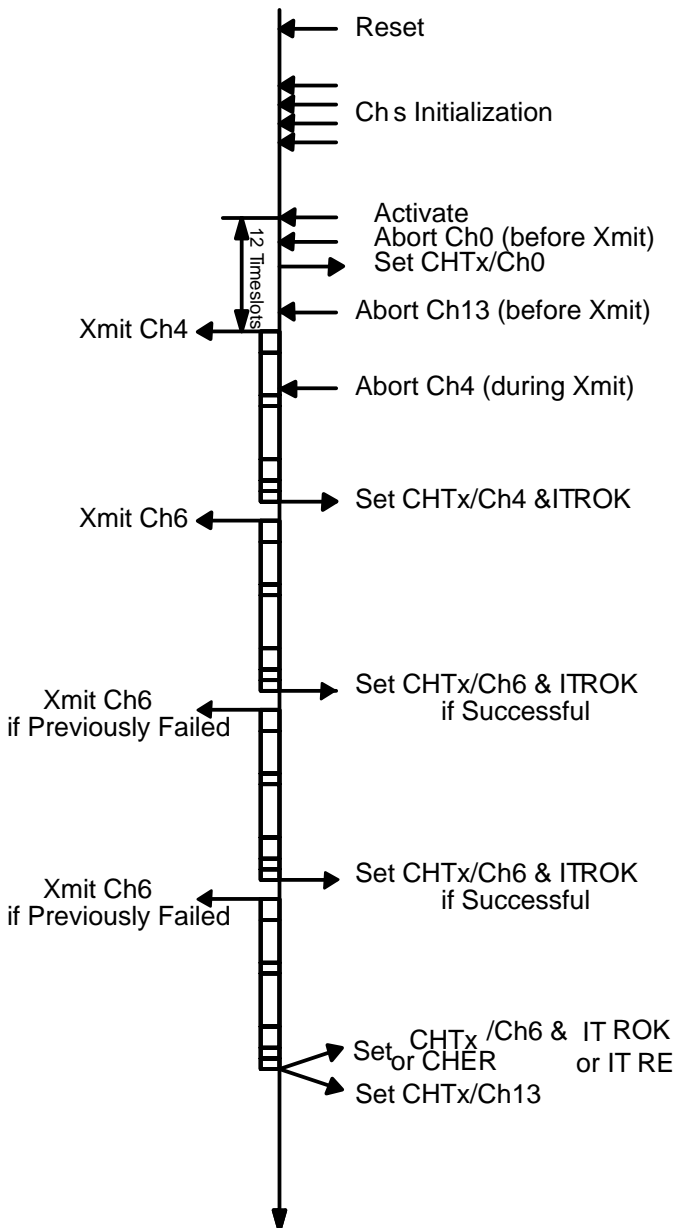 Reset
Ch s Initialization
Activate
Abort Ch0 (before Xmit)
Set CHTx/Ch0
12 Timeslots
Abort Ch13 (before Xmit)
Xmit Ch4
Abort Ch4 (during Xmit)
Set CHTx/Ch4 &ITROK
Xmit Ch6
Set CHTx/Ch6 & ITROK
if Successful
Xmit Ch6
if Previously Failed
Set CHTx/Ch6 & ITROK
if Successful
Xmit Ch6
if Previously Failed
Set CHTx /Ch6 & IT ROK
or CHER or IT RE
Set CHTx/Ch13